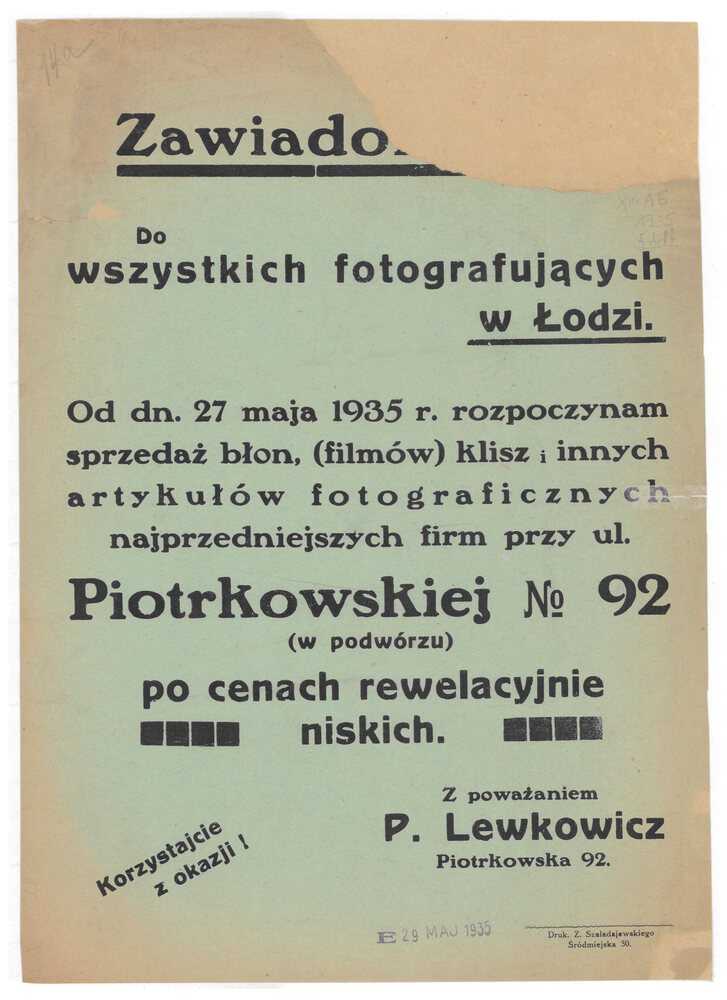 14a
Zawiado
Do
wszystkich fotografujących
w Łodzi.
Od dn. 27 maja 1935 r. rozpoczynam
sprzedaż błon, (filmów) klisz i innych
artykułów fotograficznych
najprzedniejszych firm przy ul.
Piotrkowskiej № 92
(w podwórzu)
po cenach rewelacyjnie
niskich.
Z poważaniem
P. Lewkowicz
Piotrkowska 92.
Korzystajcie
z okazji !
E 29 MAJ 1935
Druk. Z. Szaładajewskiego
Śródmiejska 30.